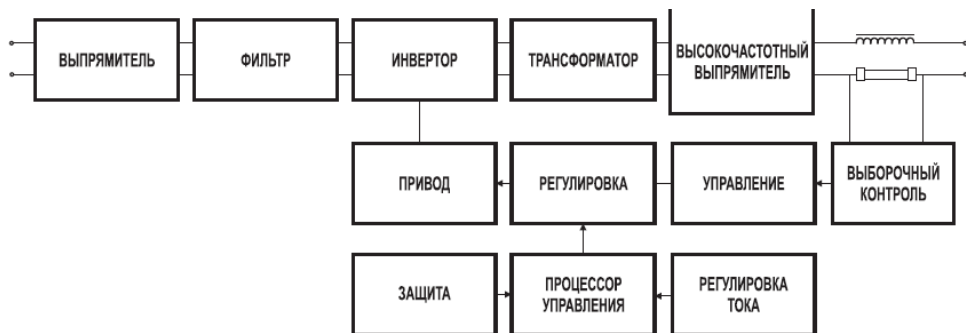 ВЫПРЯМИТЕЛЬ
ФИЛЬТР
ИНВЕРТОР
ТРАНСФОРМАТОР
ВЫСОКОЧАСТОТНЫЙ
ВЫПРЯМИТЕЛЬ
ПРИВОД
РЕГУЛИРОВКА
УПРАВЛЕНИЕ
ВЫБОРОЧНЫЙ
КОНТРОЛЬ
ЗАЩИТА
ПРОЦЕССОР
УПРАВЛЕНИЯ
РЕГУЛИРОВКА
ТОКА